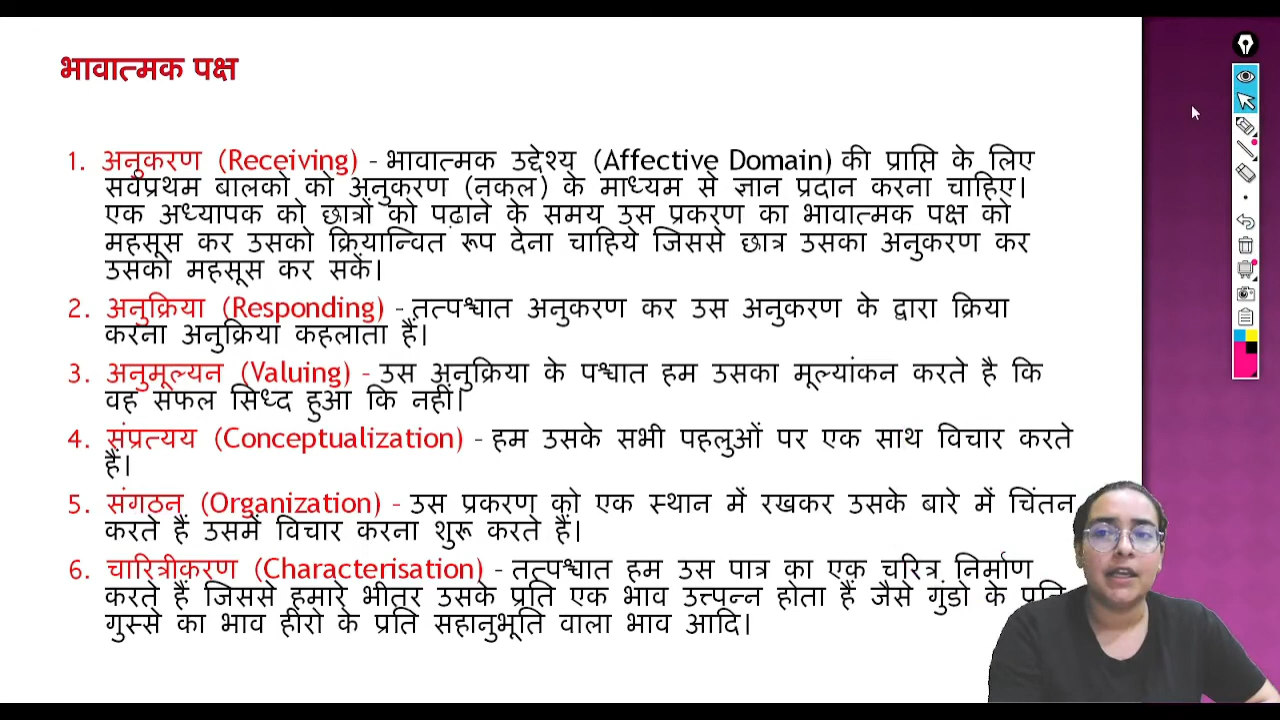 भावात्मक पक्ष
1. अनुकरण (Receiving) - भावात्मक उद्देश्य (Affective Domain) की प्राप्ति के लिए
सर्वप्रथम बालको को अनुकरण (नकल) के माध्यम से ज्ञान प्रदान करना चाहिए।
एक अध्यापक को छात्रों को पढ़ाने के समय उस प्रकरण का भावात्मक पक्ष को
महसूस कर उसको क्रियान्वित रूप देना चाहिये जिससे छात्र उसका अनुकरण कर
उसको महसूस कर सकें।
2. अनुक्रिया (Responding) - तत्पश्चात अनुकरण कर उस अनुकरण के द्वारा क्रिया
करना अनुक्रिया कहलाता हैं।
3. अनुमूल्यन (Valuing) - उस अनुक्रिया के पश्चात हम उसका मूल्यांकन करते है कि
वह सफल सिध्द हुआ कि नहीं।
4. संप्रत्यय (Conceptualization) - हम उसके सभी पहलुओं पर एक साथ विचार करते
हैं।
5. संगठन (Organization) - उस प्रकरण को एक स्थान में रखकर उसके बारे में चिंतन
करते हैं उसमें विचार करना शुरू करते हैं।
6. चारित्रीकरण (Characterisation) - तत्पश्चात हम उस पात्र का एक चरित्र निर्माण
करते हैं जिससे हमारे भीतर उसके प्रति एक भाव उत्त्पन्न होता हैं जैसे गुंडो के प्रति
गुस्से का भाव हीरो के प्रति सहानुभूति वाला भाव आदि।